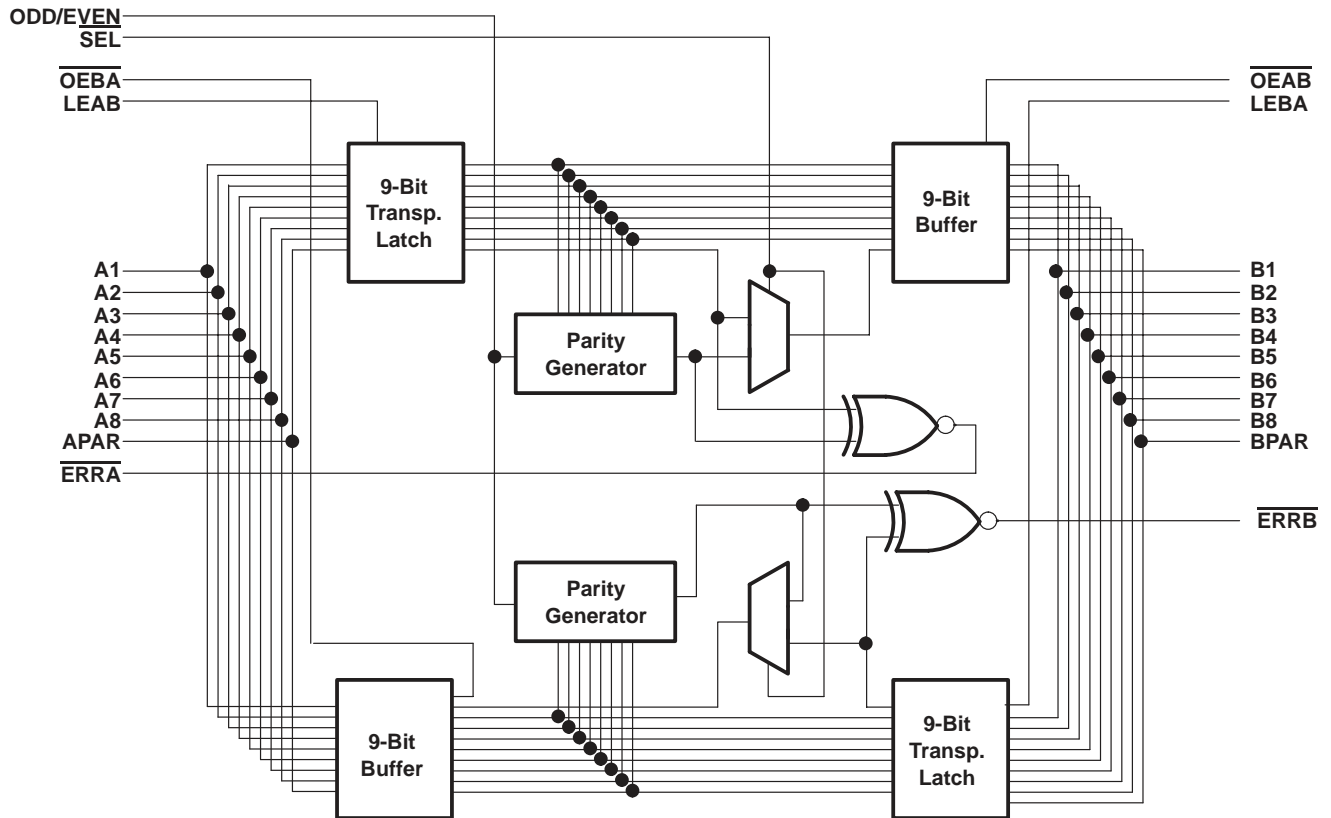 ODD/EVEN
SEL
OEBA
LEAB
OEAB
LEBA
9-Bit
Transp.
Latch
9-Bit
Buffer
A1
A2
A3
A4
A5
A6
A7
A8
APAR
ERRA
B1
B2
B3
B4
B5
B6
B7
B8
BPAR
Parity
Generator
ERRB
Parity
Generator
9-Bit
Buffer
9-Bit
Transp.
Latch